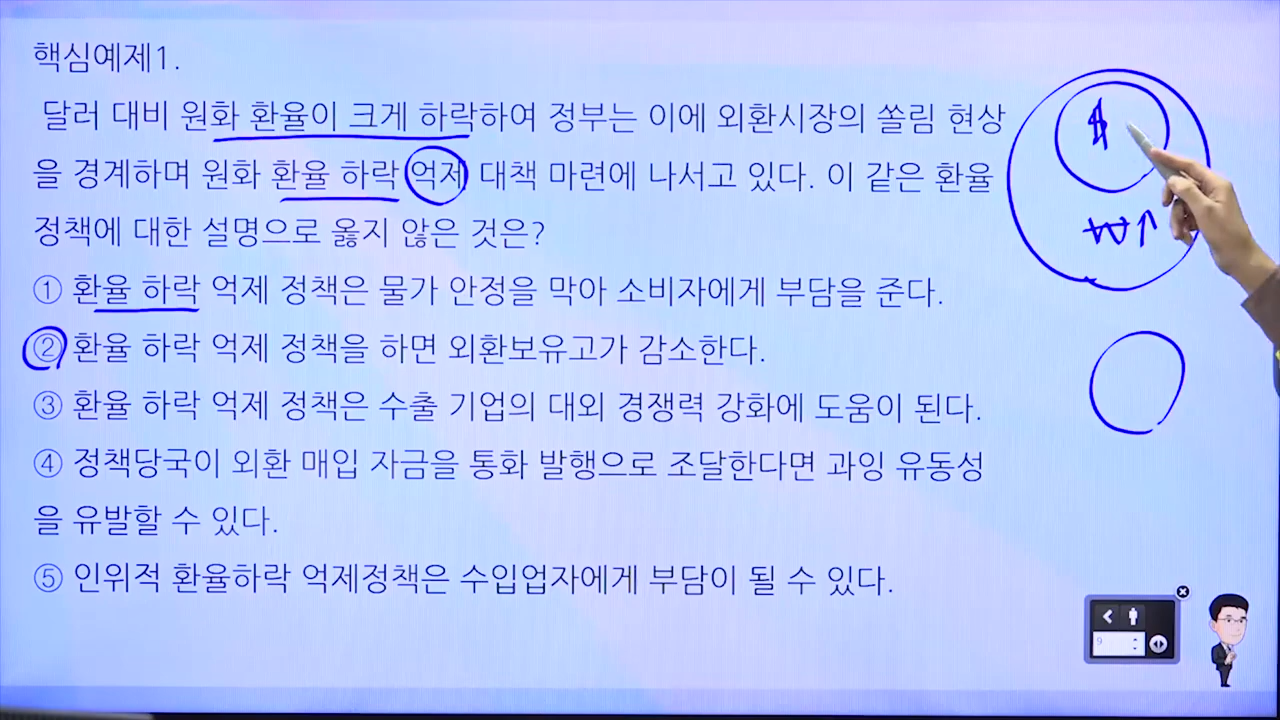 핵심예제1.
달러 대비 원화 환율이 크게 하락하여 정부는 이에 외환시장의 쏠림 현상
을 경계하며 원화 환율 하락 억제 대책 마련에 나서고 있다. 이 같은 환율
정책에 대한 설명으로 옳지 않은 것은?
① 환율 하락 억제 정책은 물가 안정을 막아 소비자에게 부담을 준다.
② 환율 하락 억제 정책을 하면 외환보유고가 감소한다.
③ 환율 하락 억제 정책은 수출 기업의 대외 경쟁력 강화에 도움이 된다.
④ 정책당국이 외환 매입 자금을 통화 발행으로 조달한다면 과잉 유동성
을 유발할 수 있다.
⑤ 인위적 환율하락 억제정책은 수입업자에게 부담이 될 수 있다.
$
₩↑
9